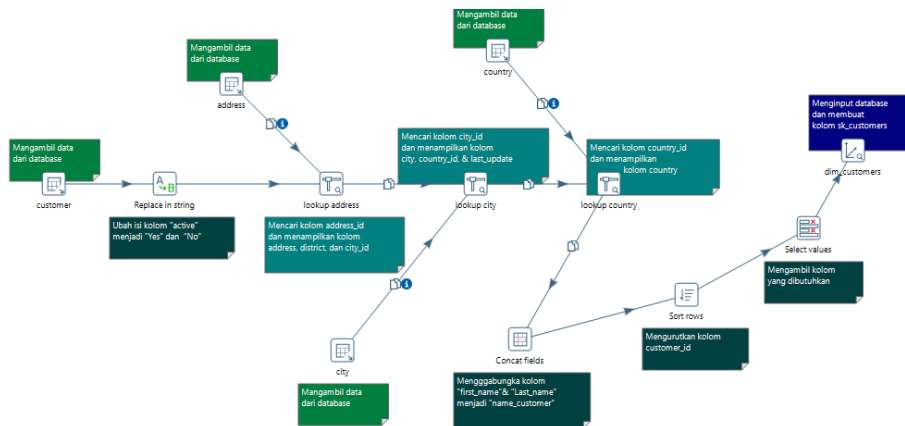 Mangambil data
dari database
country
Mangambil data
dari database
address
Menginput database
dan membuat
kolom sk_customers
dim_customers
Mangambil data
dari database
customer
A
B
Replace in string
Ubah isi kolom "active"
menjadi "Yes" dan "No"
lookup address
Mencari kolom address_id
dan menampilkan kolom
address, district, dan city_id
Mencari kolom city_id
dan menampilkan kolom
city, country_id, & last_update
lookup city
Mencari kolom country_id
dan menampilkan
kolom country
lookup country
city
Mangambil data
dari database
Concat fields
Mengggabungka kolom
"first_name"& "Last_name"
menjadi "name_customer"
Sort rows
Mengurutkan kolom
customer_id
Select values
Mengambil kolom
yang dibutuhkan